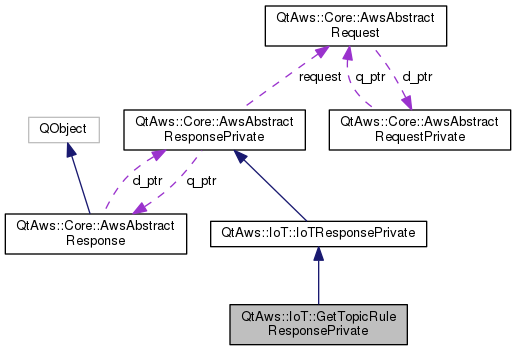 QtAws::Core::AwsAbstract
Request
request
q_ptr
d_ptr
QObject
QtAws::Core::AwsAbstract
ResponsePrivate
QtAws::Core::AwsAbstract
RequestPrivate
d_ptr
q_ptr
QtAws::Core::AwsAbstract
Response
QtAws::IoT::IoTResponsePrivate
QtAws::IoT::GetTopicRule
ResponsePrivate